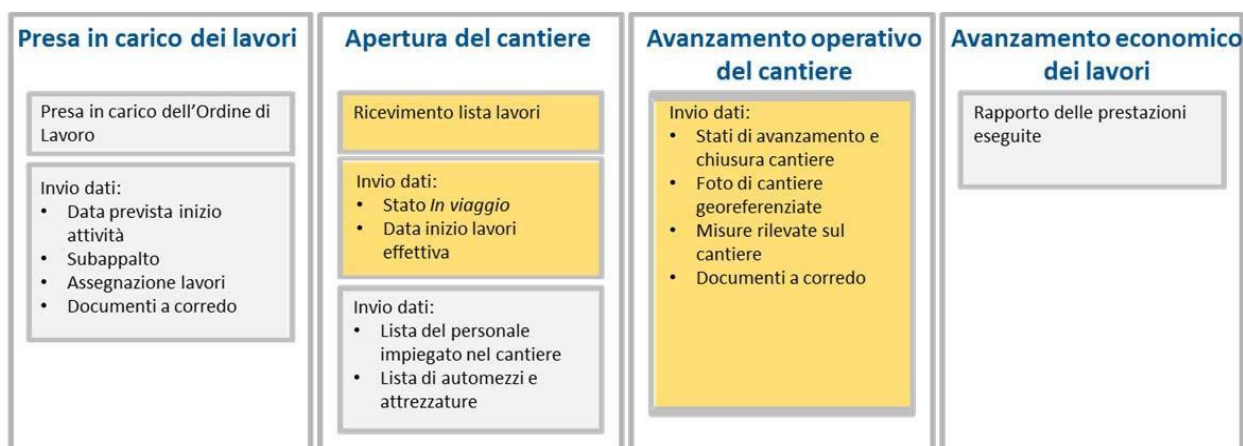 Presa in carico dei lavori
Presa in carico dell'Ordine di
Lavoro
Invio dati:
• Data prevista inizio
attività
• Subappalto
• Assegnazione lavori
• Documenti a corredo
Apertura del cantiere
Ricevimento lista lavori
Invio dati:
• Stato In viaggio
• Data inizio lavori
effettiva
Invio dati:
• Lista del personale
impiegato nel cantiere
• Lista di automezzi e
attrezzature
Avanzamento operativo
del cantiere
Invio dati:
• Stati di avanzamento e
chiusura cantiere
• Foto di cantiere
georeferenziate
• Misure rilevate sul
cantiere
• Documenti a corredo
Avanzamento economico
dei lavori
Rapporto delle prestazioni
eseguite